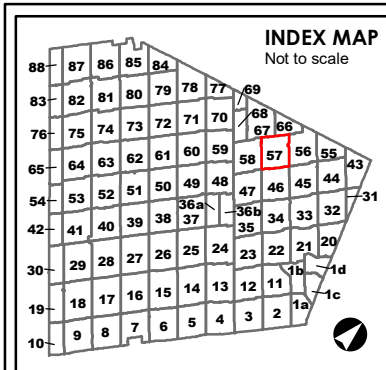 INDEX MAP
Not to scale
88 87 86 85 84
83 82 81 80 79 78 77 69
76 75 74 73 72 71 70 68 67 66
65 64 63 62 61 60 59 58 57 56 55 43
54 53 52 51 50 49 48 47 46 45 44 31
42 41 40 39 38 37 36a 36b 35 34 33 32
30 29 28 27 26 25 24 23 22 21 20
19 18 17 16 15 14 13 12 11 1b 1d
10 9 8 7 6 5 4 3 2 1a 1c